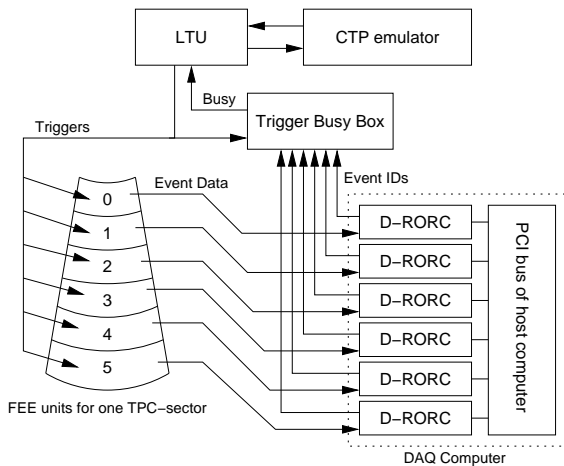 LTU
CTP emulator
Busy
Trigger Busy Box
Triggers
Event Data
Event IDs
0
1
2
3
4
5
D−RORC
D−RORC
D−RORC
D−RORC
D−RORC
D−RORC
PCI bus of
host computer
FEE units for one TPC−sector
DAQ Computer